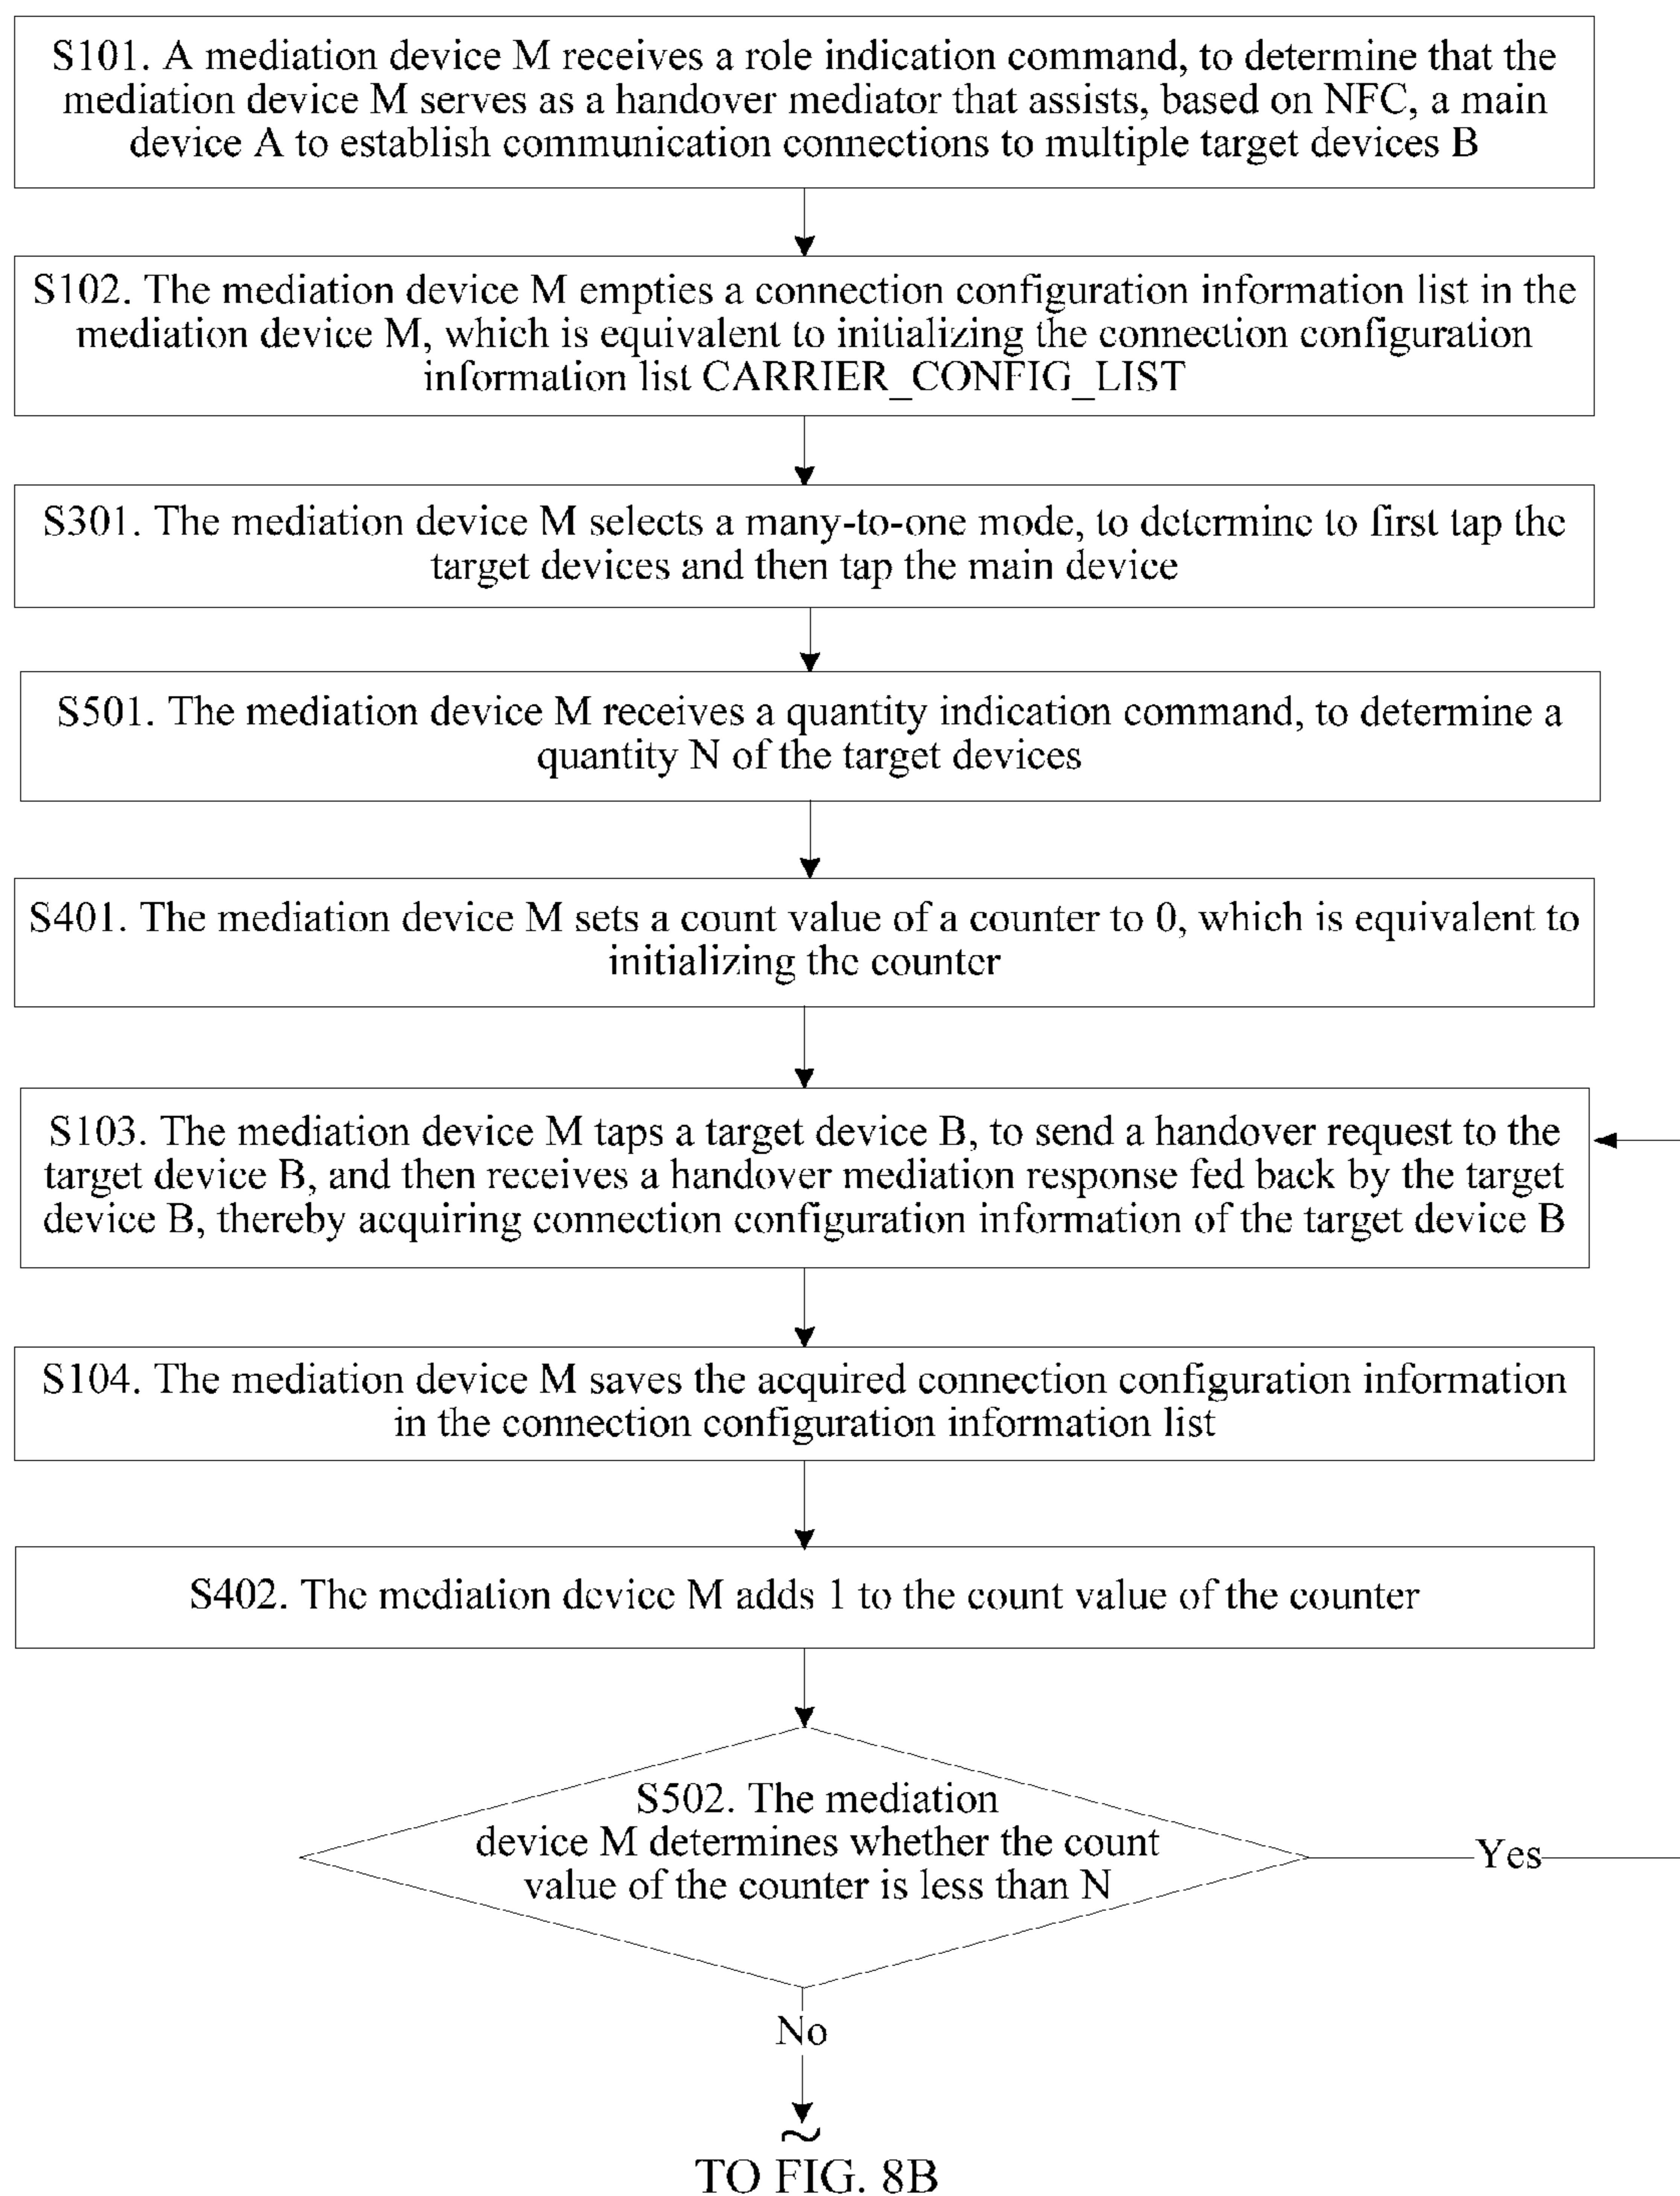 S101. A mediation device M receives a role indication command, to determine that the
mediation device M serves as a handover mediator that assists, based on NFC, a main
device A to establish communication connections to multiple target devices B
S102. The mediation device M empties a connection configuration information list in the
mediation device M, which is equivalent to initializing the connection configuration
information list CARRIER_CONFIG_LIST
S301. The mediation device M selects a many-to-one mode, to determine to first tap the
target devices and then tap the main device
S501. The mediation device M receives a quantity indication command, to determine a
quantity N of the target devices
S401. The mediation device M sets a count value of a counter to 0, which is equivalent to
initializing the counter
S103. The mediation device M taps a target device B, to send a handover request to the
target device B, and then receives a handover mediation response fed back by the target
device B, thereby acquiring connection configuration information of the target device B
S104. The mediation device M saves the acquired connection configuration information
in the connection configuration information list
S402. The mediation device M adds 1 to the count value of the counter
S502. The mediation
device M determines whether the count
value of the counter is less than N
Yes
No
~
TO FIG. 8B